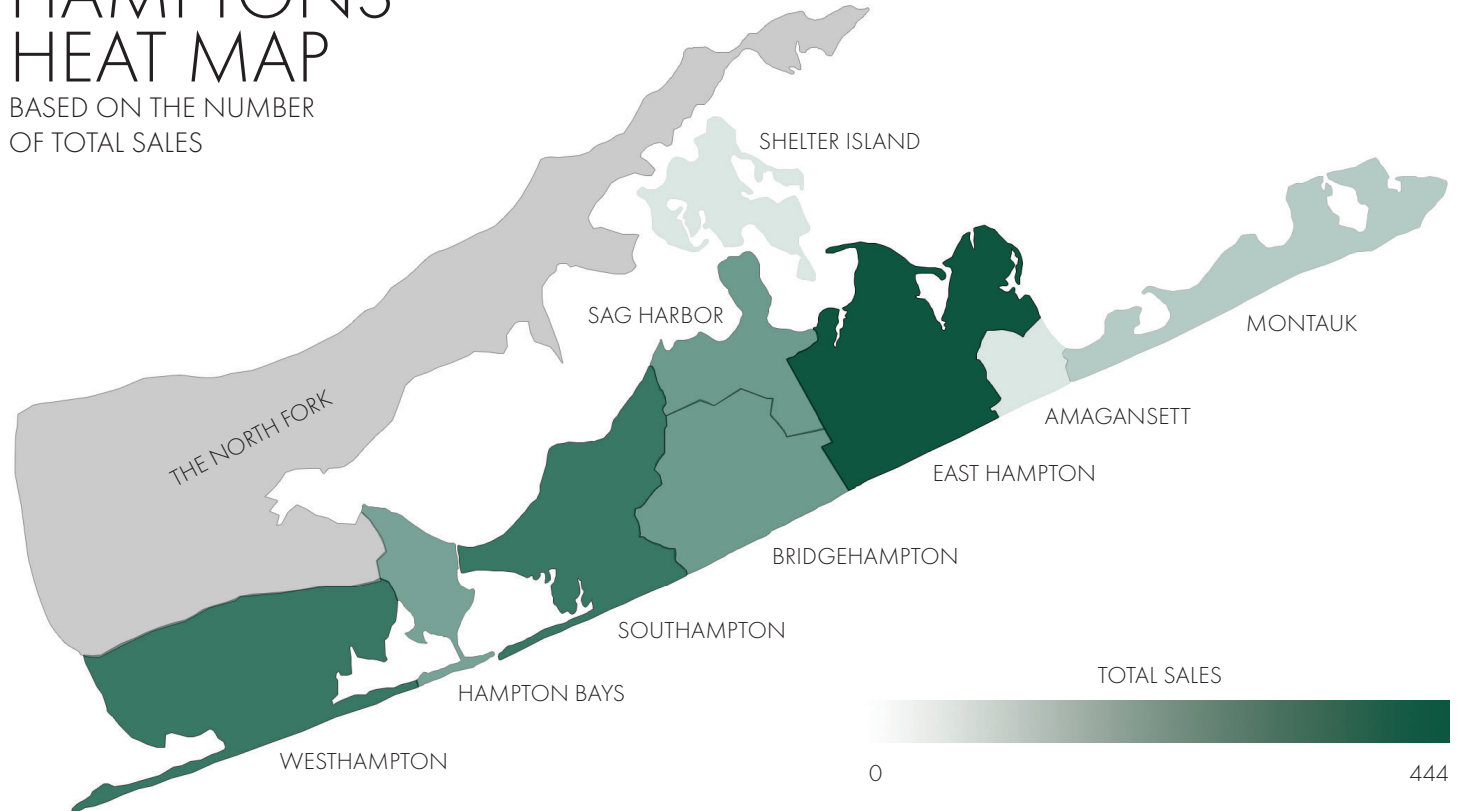 HAMPTONS
HEAT MAP
BASED ON THE NUMBER
OF TOTAL SALES
SHELTER ISLAND
SAG HARBOR
MONTAUK
THE NORTH FORK
AMAGANSETT
EAST HAMPTON
BRIDGEHAMPTON
SOUTHAMPTON
HAMPTON BAYS
WESTHAMPTON
TOTAL SALES
0
444